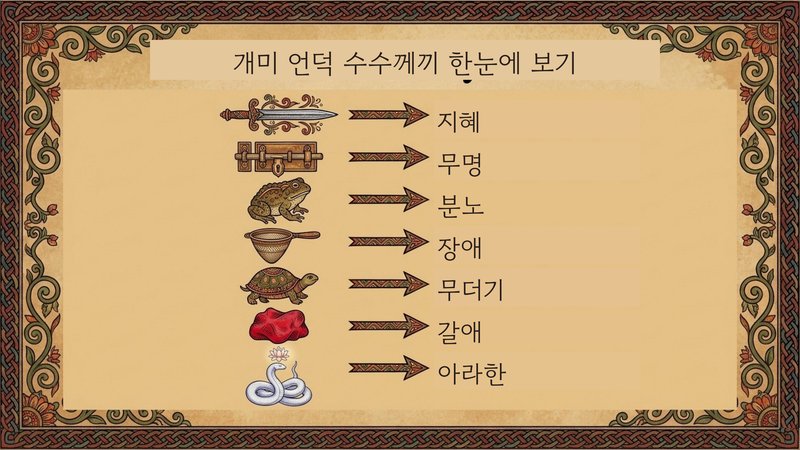 개미 언덕 수수께끼 한눈에 보기
지혜
무명
분노
장애
무더기
갈애
아라한